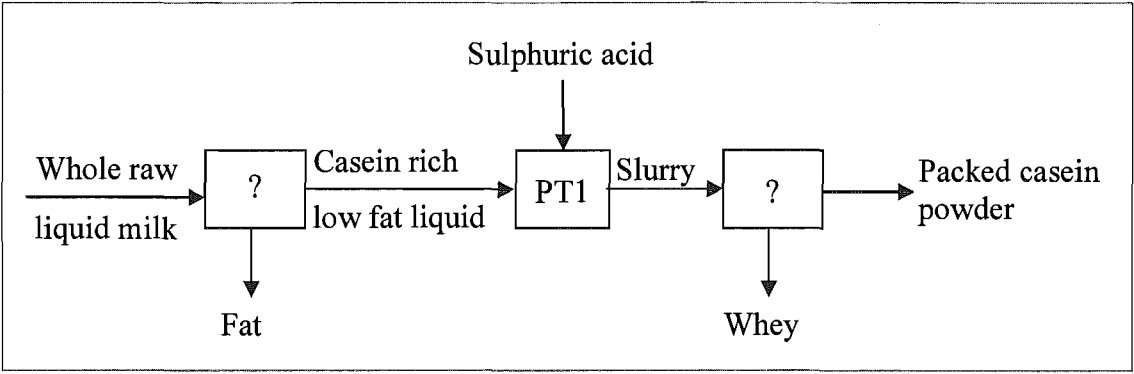 Sulphuric acid
Whole raw
liquid milk
?
Casein rich
low fat liquid
PT1
Slurry
?
Packed casein
powder
Fat
Whey